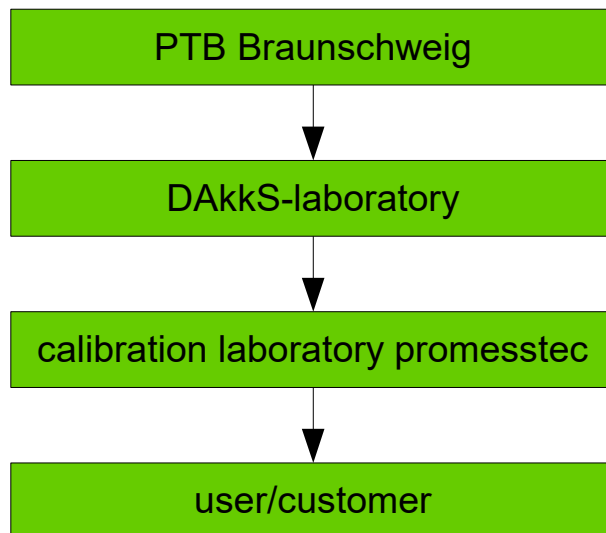 PTB Braunschweig
DAkkS-laboratory
calibration laboratory promesstec
user/customer